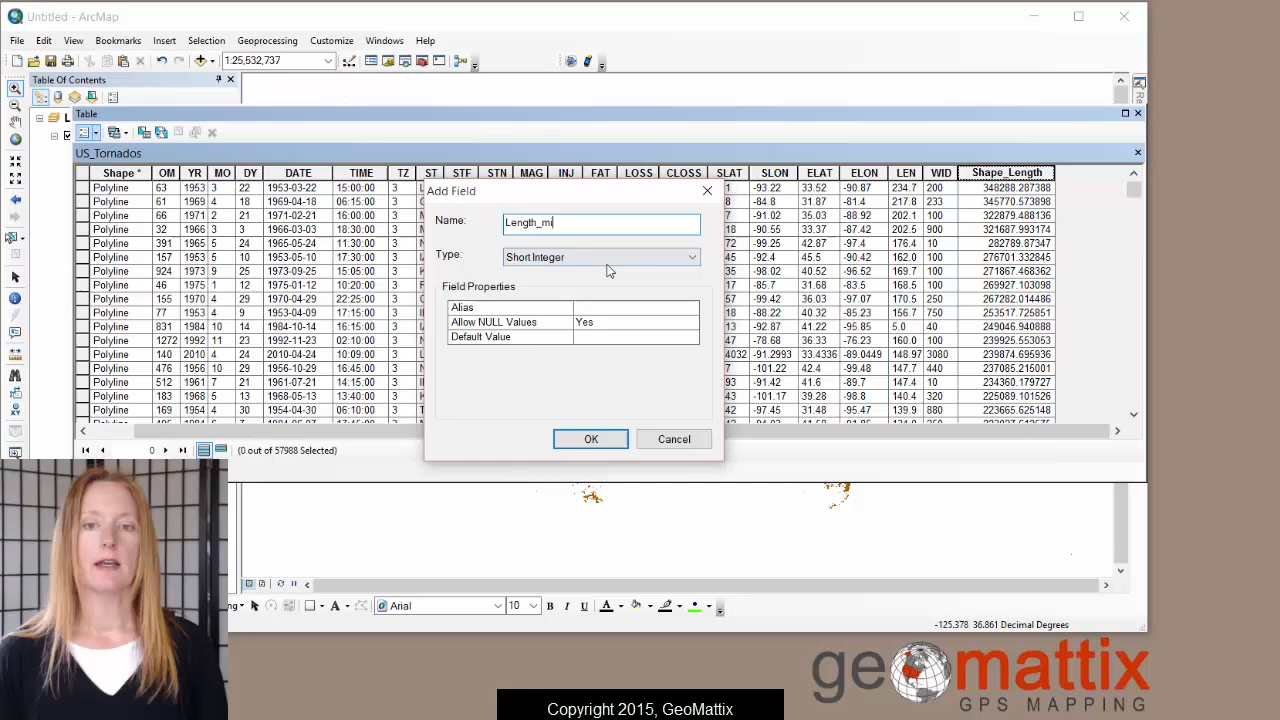 Untitled - ArcMap
File Edit View Bookmarks Insert Selection Geoprocessing Customize Windows Help
1:25,532,737
Table Of Contents
L
Table
US_Tornados
Shape * OM YR MO DY DATE TIME TZ ST STF STN MAG INJ FAT LOSS CLOSS SLAT SLON ELAT ELON LEN WID Shape_Length
Polyline 63 1953 3 22 1953-03-22 15:00:00 3 1 -93.22 33.52 -90.87 234.7 200 348288.287388
Polyline 61 1969 4 18 1969-04-18 06:15:00 3 -84.8 31.87 -81.4 217.8 233 345770.573898
Polyline 66 1971 2 21 1971-02-21 16:00:00 3 -91.02 35.03 -88.92 202.1 100 322879.488136
Polyline 32 1966 3 3 1966-03-03 16:00:00 3 -90.55 33.37 -87.42 202.5 900 321687.993174
Polyline 391 1965 5 24 1965-05-24 11:30:00 3 -99.25 42.87 -97.4 176.4 10 282789.87347
Polyline 157 1953 5 10 1953-05-10 17:30:00 3 -92.4 45.5 -90.42 160.0 100 276701.332845
Polyline 924 1973 9 25 1973-09-25 15:05:00 3 -98.02 40.52 -96.52 169.7 100 271867.468362
Polyline 46 1975 1 12 1975-01-12 10:20:00 3 -85.7 31.68 -83.5 168.5 100 269927.103098
Polyline 155 1970 4 29 1970-04-29 22:25:00 3 -99.42 38.03 -97.0 170.5 250 267282.014486
Polyline 77 1953 4 9 1953-04-09 17:15:00 3 -88.22 40.32 -85.23 156.7 750 253517.728851
Polyline 831 1984 10 14 1984-10-14 16:15:00 3 -92.87 41.22 -95.85 5.0 40 249046.940888
Polyline 1272 1992 11 23 1992-11-23 02:10:00 3 -78.68 36.33 -76.23 160.0 100 239925.553053
Polyline 140 2010 4 24 2010-04-24 10:09:00 3 4032 -91.2993 33.4336 -89.0449 148.97 3080 239874.695936
Polyline 476 1956 10 29 1956-10-29 16:45:00 3 -101.22 42.4 -99.48 147.7 10 237085.215001
Polyline 512 1961 7 21 1961-07-21 14:15:00 3 -91.4 41.6 -89.7 147.4 10 234360.179727
Polyline 183 1968 5 13 1968-05-13 13:40:00 3 -101.17 39.28 -98.8 140.4 320 225089.101526
Polyline 169 1954 4 30 1954-04-30 06:10:00 3 -97.45 31.48 -95.47 139.9 880 223665.625148
Add Field
Name: Length_mi
Type: Short Integer
Field Properties
Alias
Allow NULL Values Yes
Default Value
OK Cancel
0 (0 out of 57988 Selected)
Arial 10 B I U A
-125.378 36.861 Decimal Degrees
geomattix
GPS MAPPING
Copyright 2015, GeoMattix